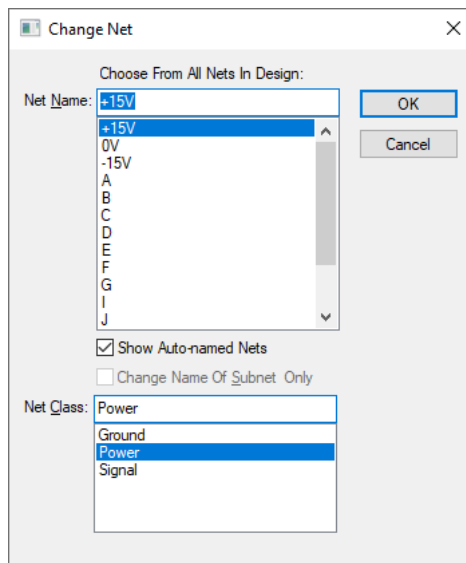 Change Net
Choose From All Nets In Design:
Net Name: +15V
OK
Cancel
+15V
0V
-15V
A
B
C
D
E
F
G
I
J
Show Auto-named Nets
Change Name Of Subnet Only
Net Class: Power
Ground
Power
Signal